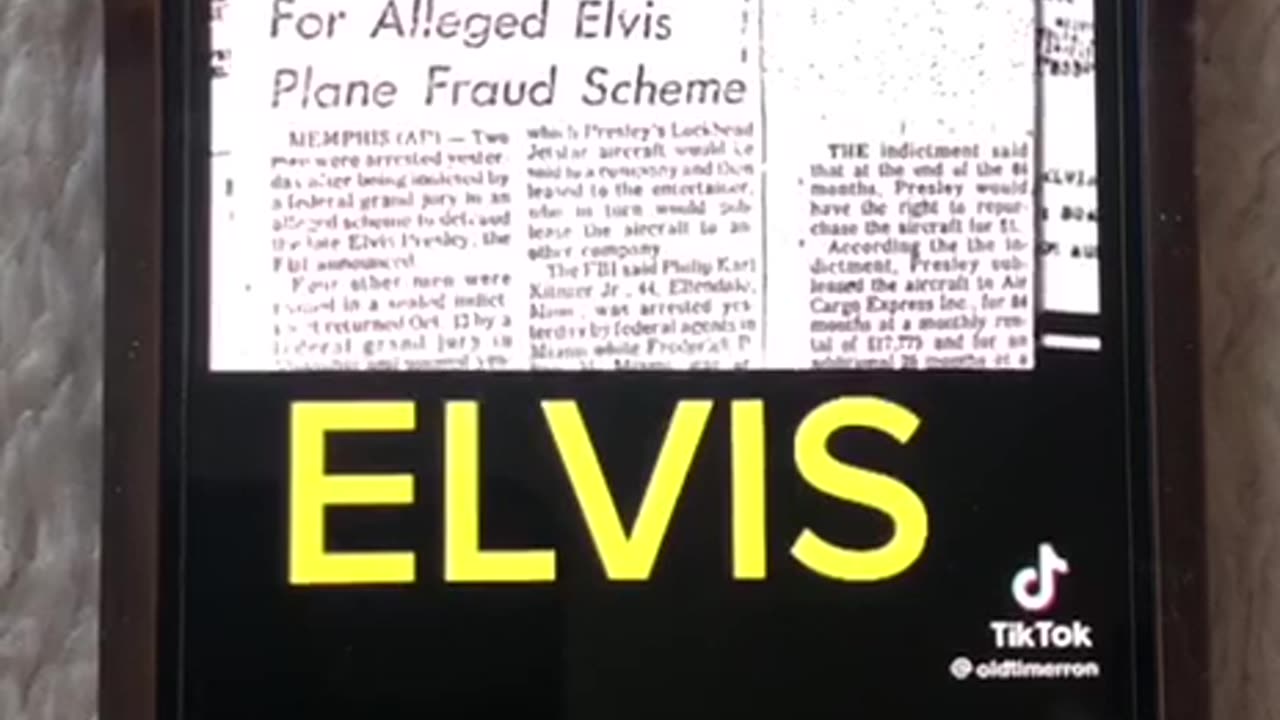 For Alleged Elvis
Plane Fraud Scheme
MEMPHIS (AP) — Two
men were arrested yester-
day after being indicted by
a federal grand jury in an
alleged scheme to defraud
the late Elvis Presley, the
FBI announced.
Four other men were
in a sealed indict-
returned Oct. 12 by a
federal grand jury in
which Presley's Lockheed
Jetstar aircraft would be
sold to a company and then
leased to the entertainer,
who in turn would sub-
lease the aircraft to an-
other company
The FBI said Philip Karl
Kitzer Jr., 44, Ellendale,
Minn., was arrested yes-
terday by federal agents in
Miami while Frederick P.
THE indictment said
that at the end of the 84
months, Presley would
have the right to repur-
chase the aircraft for $1.
According the the in-
dictment, Presley sub-
leased the aircraft to Air
Cargo Express Inc., for 84
months at a monthly ren-
tal of $17,775 and for an
additional 36 months at a
ELVIS
TikTok
@oldtimerron